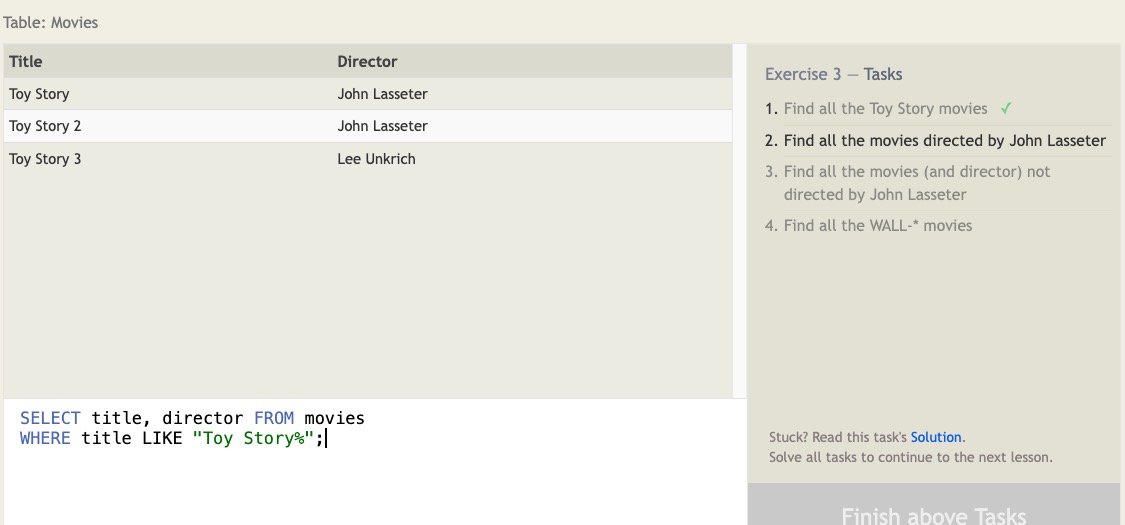 Table: Movies
Title Director
Toy Story John Lasseter
Toy Story 2 John Lasseter
Toy Story 3 Lee Unkrich
SELECT title, director FROM movies
WHERE title LIKE "Toy Story%";
Exercise 3 — Tasks
1. Find all the Toy Story movies ✓
2. Find all the movies directed by John Lasseter
3. Find all the movies (and director) not
directed by John Lasseter
4. Find all the WALL-* movies
Stuck? Read this task's Solution.
Solve all tasks to continue to the next lesson.
Finish above Tasks